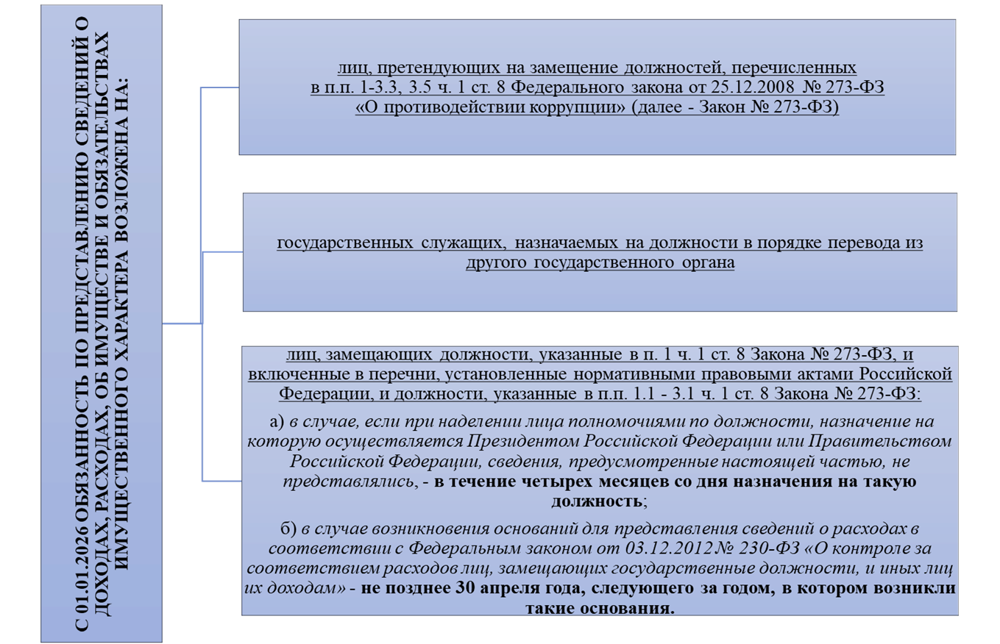 С 01.01.2026 ОБЯЗАННОСТЬ ПО ПРЕДСТАВЛЕНИЮ СВЕДЕНИЙ О
ДОХОДАХ, РАСХОДАХ, ОБ ИМУЩЕСТВЕ И ОБЯЗАТЕЛЬСТВАХ
ИМУЩЕСТВЕННОГО ХАРАКТЕРА ВОЗЛОЖЕНА НА:
лиц, претендующих на замещение должностей, перечисленных
в п.п. 1-3.3, 3.5 ч. 1 ст. 8 Федерального закона от 25.12.2008 № 273-ФЗ
«О противодействии коррупции» (далее - Закон № 273-ФЗ)
государственных служащих, назначаемых на должности в порядке перевода из
другого государственного органа
лиц, замещающих должности, указанные в п. 1 ч. 1 ст. 8 Закона № 273-ФЗ, и
включенные в перечни, установленные нормативными правовыми актами Российской
Федерации, и должности, указанные в п.п. 1.1 - 3.1 ч. 1 ст. 8 Закона № 273-ФЗ:
а) в случае, если при наделении лица полномочиями по должности, назначение на
которую осуществляется Президентом Российской Федерации или Правительством
Российской Федерации, сведения, предусмотренные настоящей частью, не
представлялись, - в течение четырех месяцев со дня назначения на такую
должность;
б) в случае возникновения оснований для представления сведений о расходах в
соответствии с Федеральным законом от 03.12.2012 № 230-ФЗ «О контроле за
соответствием расходов лиц, замещающих государственные должности, и иных лиц
их доходам» - не позднее 30 апреля года, следующего за годом, в котором возникли
такие основания.